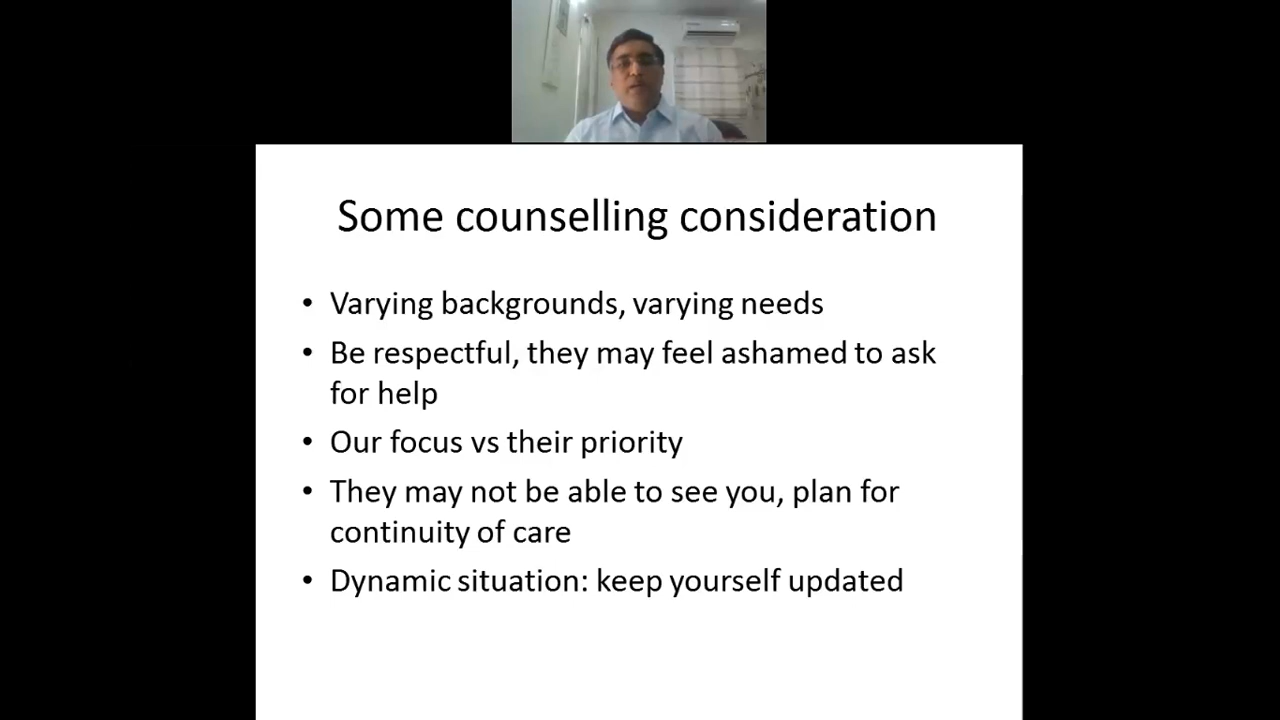 Some counselling consideration
• Varying backgrounds, varying needs
• Be respectful, they may feel ashamed to ask
for help
• Our focus vs their priority
• They may not be able to see you, plan for
continuity of care
• Dynamic situation: keep yourself updated